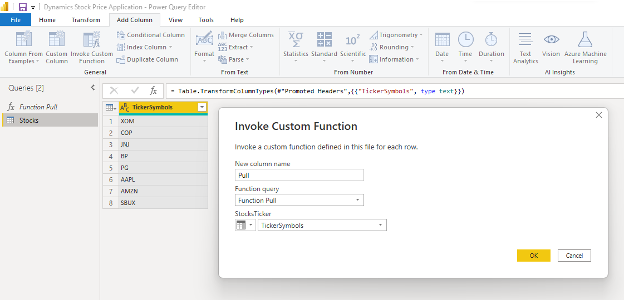 Dynamics Stock Price Application - Power Query Editor
File Home Transform Add Column View Tools Help
Column From Examples Custom Column Invoke Custom Function
Conditional Column
Index Column
Duplicate Column
General
Format
Merge Columns
Extract
Parse
From Text
Statistics Standard Scientific
Trigonometry
Rounding
Information
From Number
Date Time Duration
From Date & Time
Text Analytics Vision Azure Machine Learning
AI Insights
Queries [2]
= Table.TransformColumnTypes(#"Promoted Headers",{{"TickerSymbols", type text}})
Function Pull
Stocks
TickerSymbols
1 XOM
2 COP
3 JNJ
4 BP
5 PG
6 AAPL
7 AMZN
8 SBUX
Invoke Custom Function
Invoke a custom function defined in this file for each row.
New column name
Pull
Function query
Function Pull
StocksTicker
TickerSymbols
OK Cancel